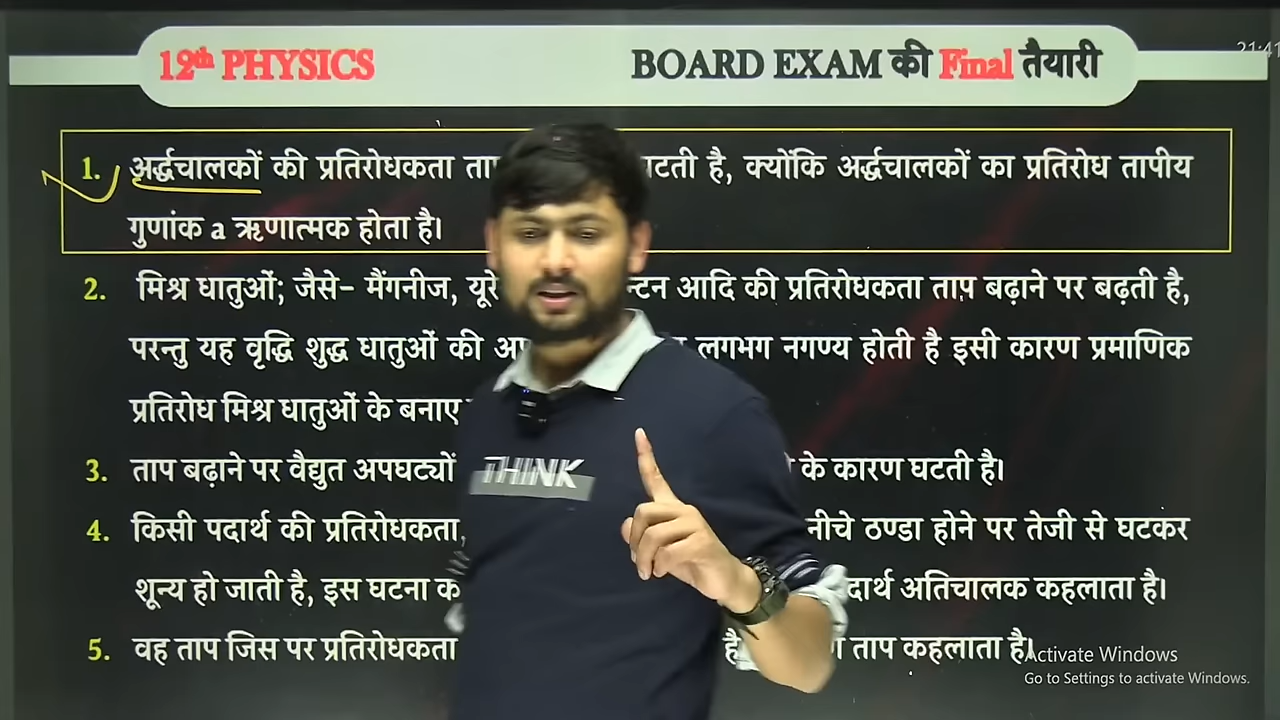 12th PHYSICS BOARD EXAM की Final तैयारी
21:41
1. अर्द्धचालकों की प्रतिरोधकता घटती है, क्योंकि अर्द्धचालकों का प्रतिरोध तापीय
गुणांक a ऋणात्मक होता है।
2. मिश्र धातुओं; जैसे- मैंगनीज, आदि की प्रतिरोधकता ताप बढ़ाने पर बढ़ती है,
परन्तु यह वृद्धि शुद्ध धातुओं की लगभग नगण्य होती है इसी कारण प्रमाणिक
प्रतिरोध मिश्र धातुओं के बनाए
THINK
3. ताप बढ़ाने पर वैद्युत अपघट्यों के कारण घटती है।
4. किसी पदार्थ की प्रतिरोधकता, नीचे ठण्डा होने पर तेजी से घटकर
शून्य हो जाती है, इस घटना अतिचालक कहलाता है।
5. वह ताप जिस पर प्रतिरोधकता ताप कहलाता है।
Activate Windows
Go to Settings to activate Windows.